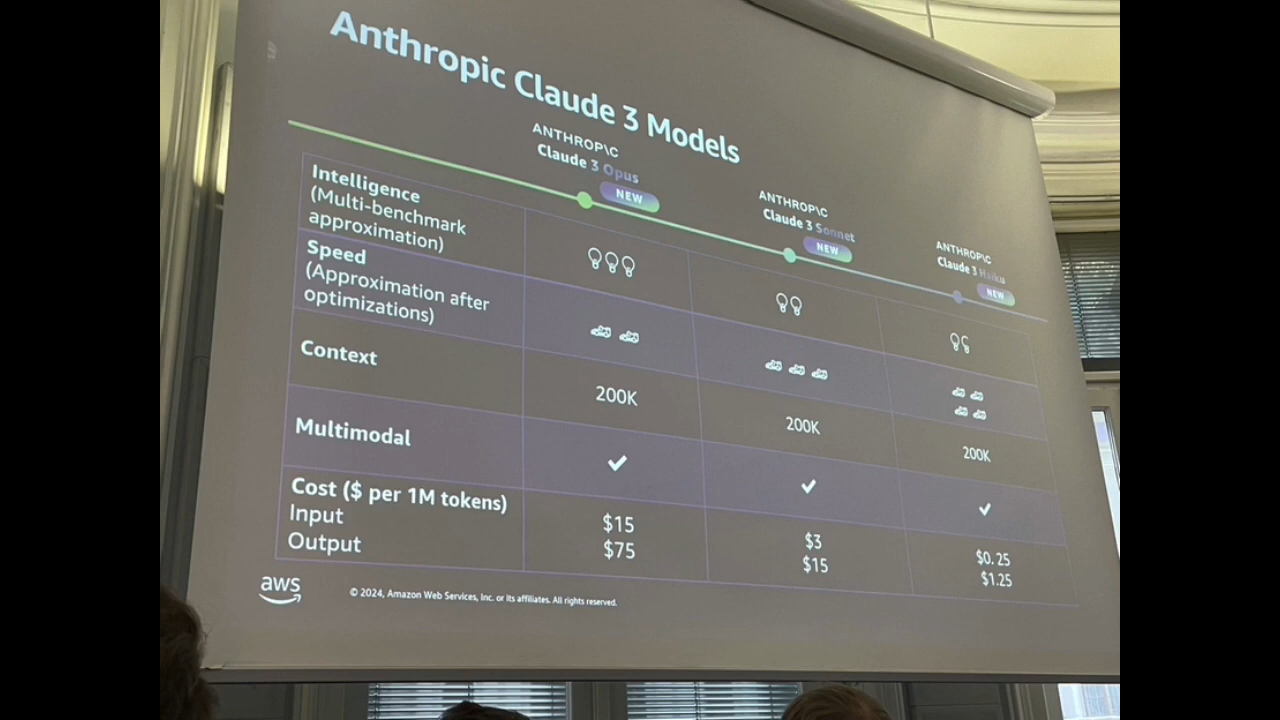 Anthropic Claude 3 Models
ANTHROP\C
Claude 3 Opus
NEW
ANTHROP\C
Claude 3 Sonnet
NEW
ANTHROP\C
Claude 3 Haiku
NEW
Intelligence
(Multi-benchmark
approximation)
Speed
(Approximation after
optimizations)
Context
200K
200K
200K
Multimodal
Cost ($ per 1M tokens)
Input
$15
$3
$0.25
Output
$75
$15
$1.25
aws
© 2024, Amazon Web Services, Inc. or its affiliates. All rights reserved.